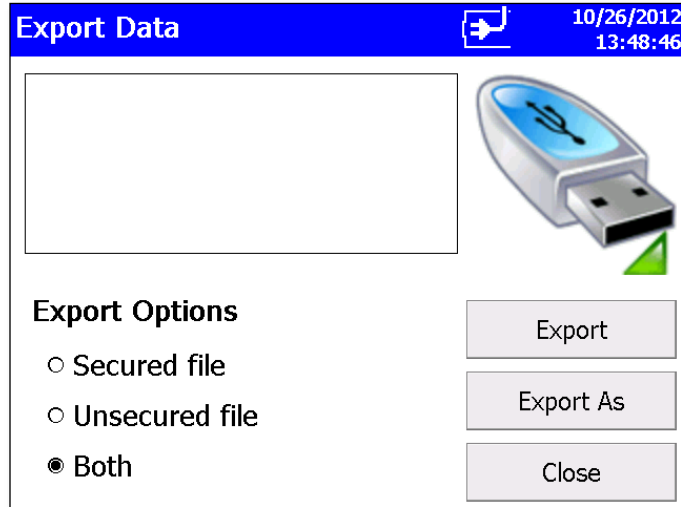 Export Data
10/26/2012
13:48:46
Export Options
Secured file
Unsecured file
Both
Export
Export As
Close